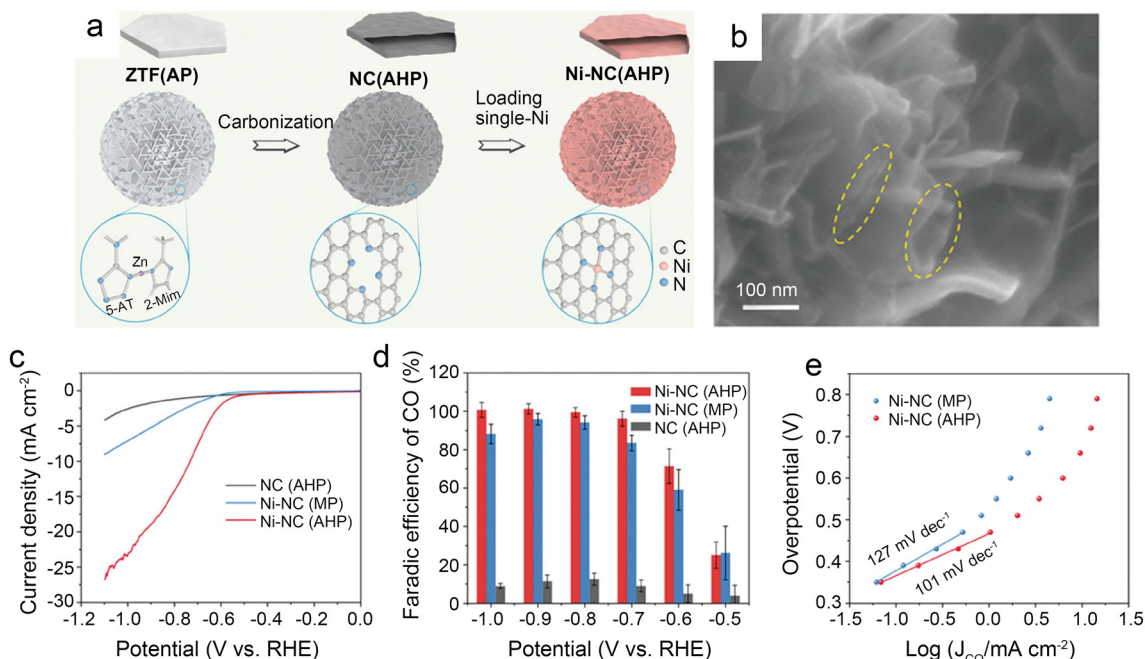 a
ZTF(AP)
NC(AHP)
Ni-NC(AHP)
Carbonization
Loading
single-Ni
Zn
5-AT
2-Mim
C
Ni
N
b
100 nm
c
Current density (mA cm⁻²)
0
-5
-10
-15
-20
-25
-30
NC (AHP)
Ni-NC (MP)
Ni-NC (AHP)
-1.2 -1.0 -0.8 -0.6 -0.4 -0.2 0.0
Potential (V vs. RHE)
d
Faradic efficiency of CO (%)
120
100
80
60
40
20
0
Ni-NC (AHP)
Ni-NC (MP)
NC (AHP)
-1.0 -0.9 -0.8 -0.7 -0.6 -0.5
Potential (V vs. RHE)
e
Overpotential (V)
0.8
0.7
0.6
0.5
0.4
0.3
Ni-NC (MP)
Ni-NC (AHP)
127 mV dec⁻¹
101 mV dec⁻¹
-1.5 -1.0 -0.5 0.0 0.5 1.0 1.5
Log (J_CO/mA cm⁻²)